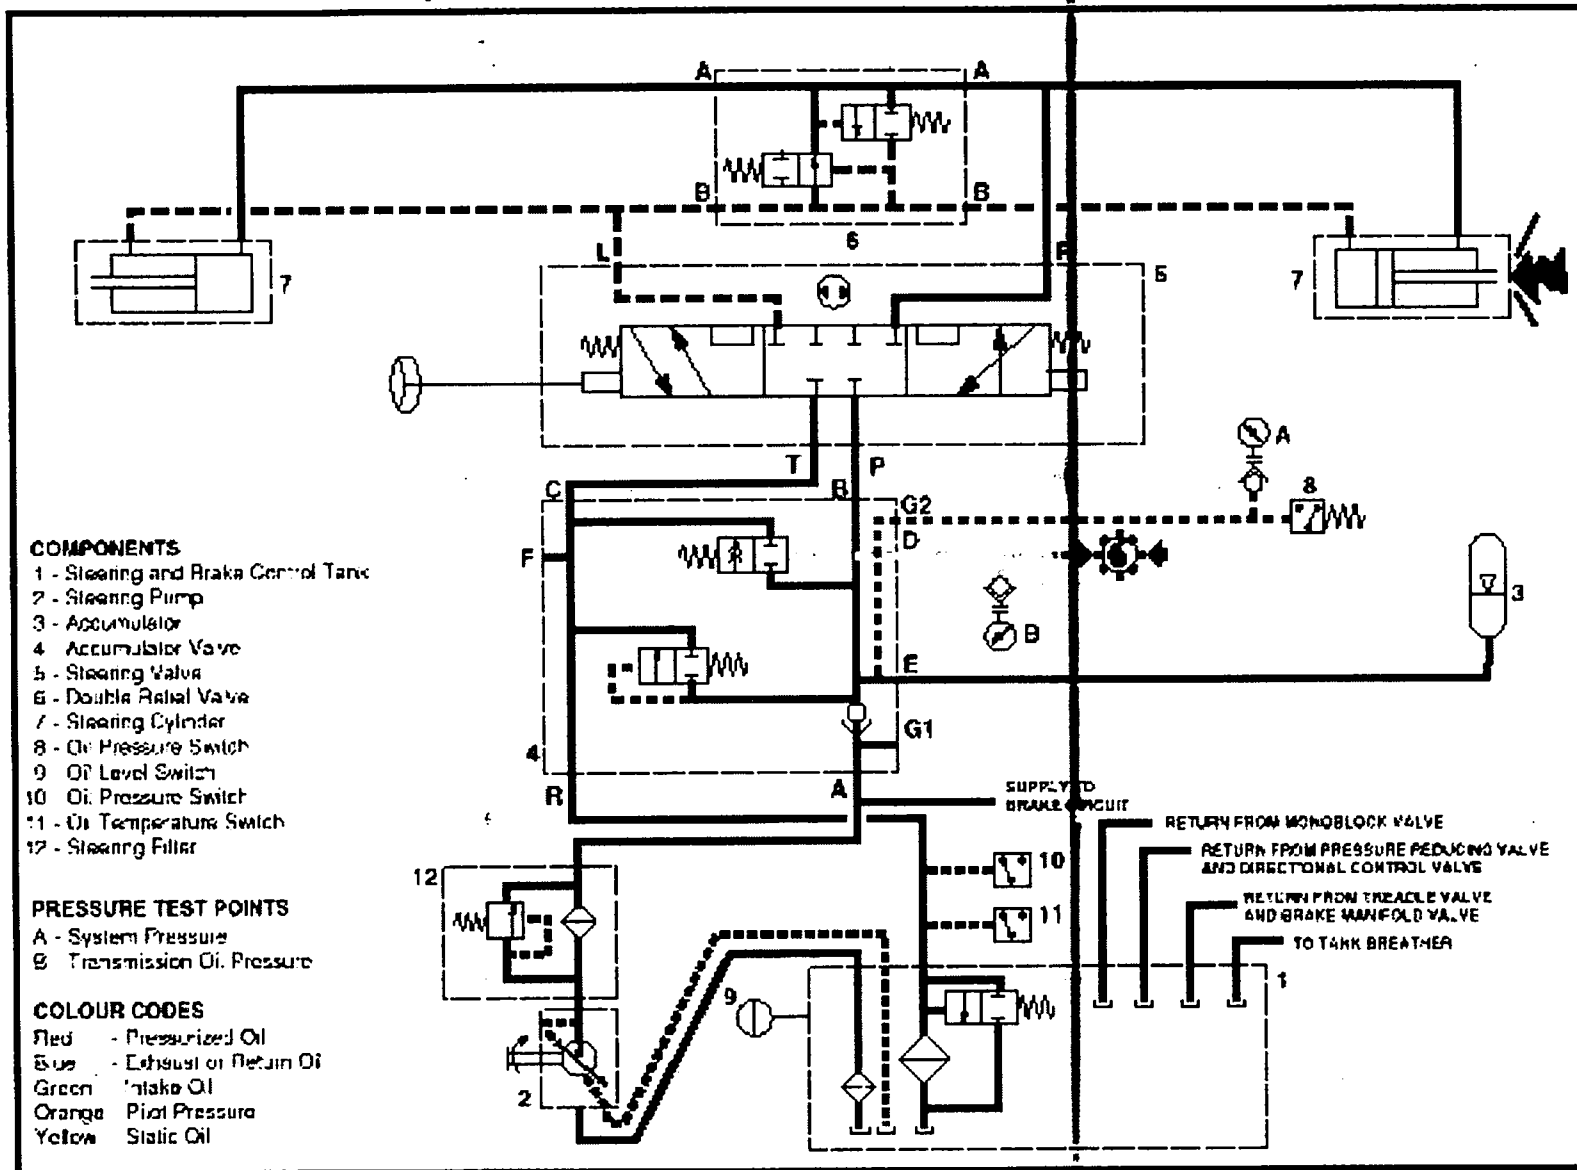 A A
B B
6
L R
7 5 7
A
T P
C B
G2 8
D
F
B 3
E
G1
4
R A
SUPPLY TO
BRAKE CIRCUIT
RETURN FROM MONOBLOCK VALVE
RETURN FROM PRESSURE REDUCING VALVE
AND DIRECTIONAL CONTROL VALVE
RETURN FROM TREADLE VALVE
AND BRAKE MANIFOLD VALVE
TO TANK BREATHER
12 10
11
9 1
2
COMPONENTS
1 - Steering and Brake Control Tank
2 - Steering Pump
3 - Accumulator
4 Accumulator Valve
5 - Steering Valve
6 - Double Relief Valve
7 - Steering Cylinder
8 - Oil Pressure Switch
9 Oil Level Switch
10 Oil Pressure Switch
11 - Oil Temperature Switch
12 - Steering Filter
PRESSURE TEST POINTS
A - System Pressure
B Transmission Oil Pressure
COLOUR CODES
Red - Pressurized Oil
Blue - Exhaust or Return Oil
Green Intake Oil
Orange Pilot Pressure
Yellow Static Oil